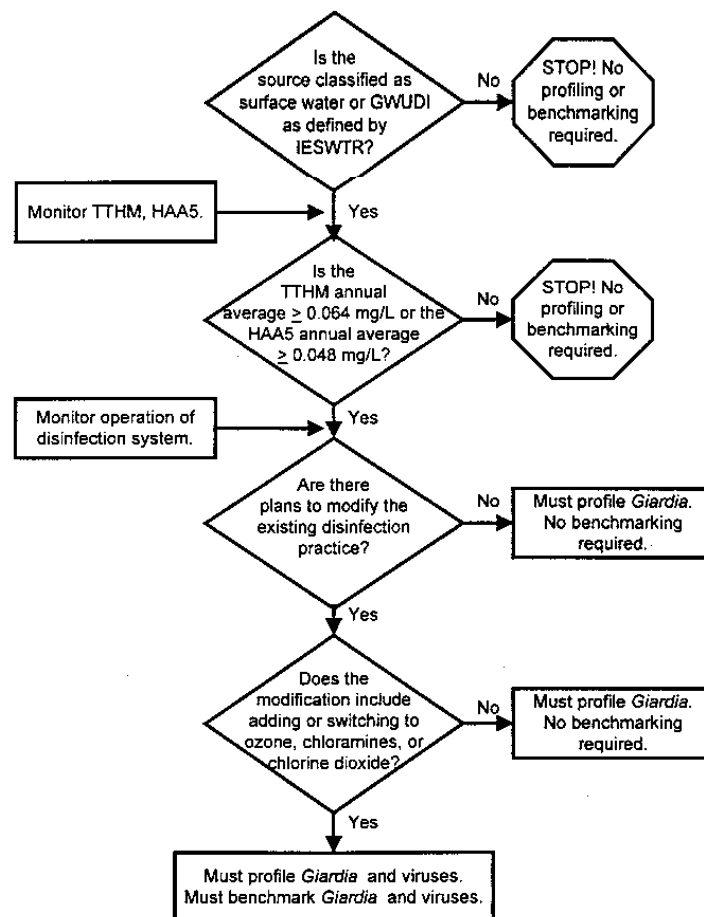 Is the
source classified as
surface water or GWUDI
as defined by
IESWTR?
No
STOP! No
profiling or
benchmarking
required.
Monitor TTHM, HAA5.
Yes
Is the
TTHM annual
average ≥ 0.064 mg/L or the
HAA5 annual average
≥ 0.048 mg/L?
No
STOP! No
profiling or
benchmarking
required.
Monitor operation of
disinfection system.
Yes
Are there
plans to modify the
existing disinfection
practice?
No
Must profile Giardia.
No benchmarking
required.
Yes
Does the
modification include
adding or switching to
ozone, chloramines, or
chlorine dioxide?
No
Must profile Giardia.
No benchmarking
required.
Yes
Must profile Giardia and viruses.
Must benchmark Giardia and viruses.